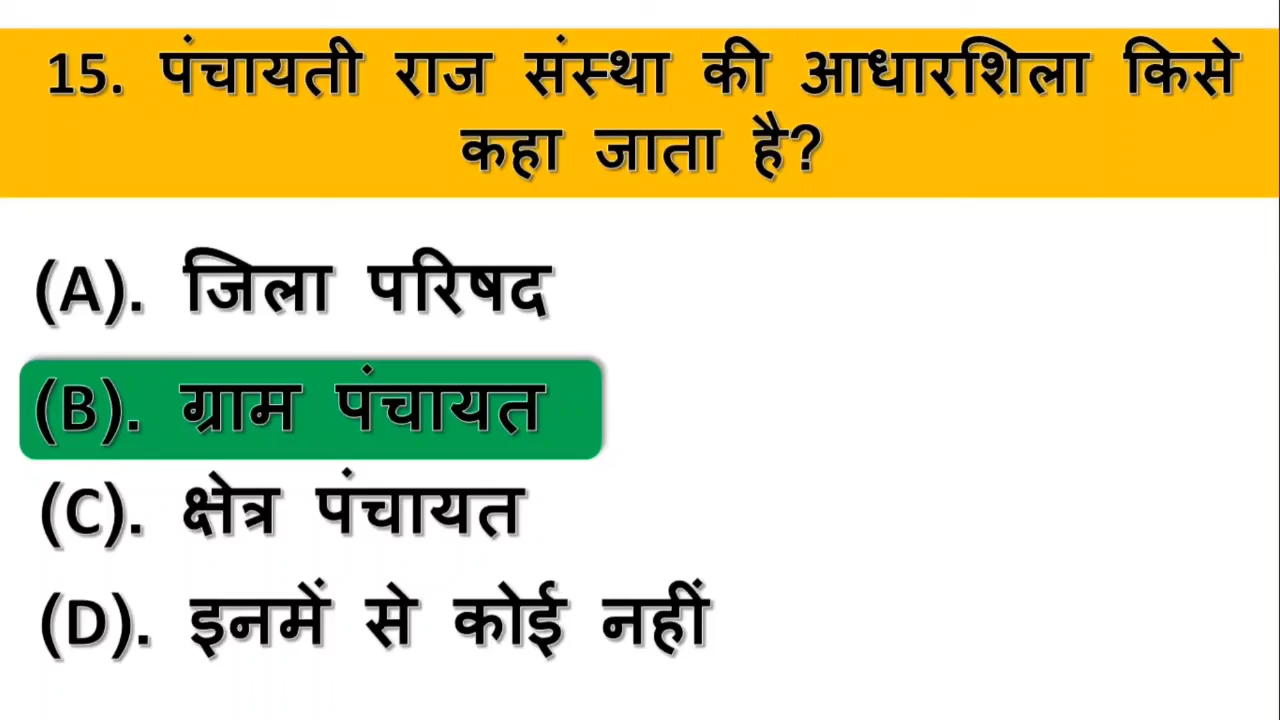 15. पंचायती राज संस्था की आधारशिला किसे
कहा जाता है?
(A). जिला परिषद
(B). ग्राम पंचायत
(C). क्षेत्र पंचायत
(D). इनमें से कोई नहीं